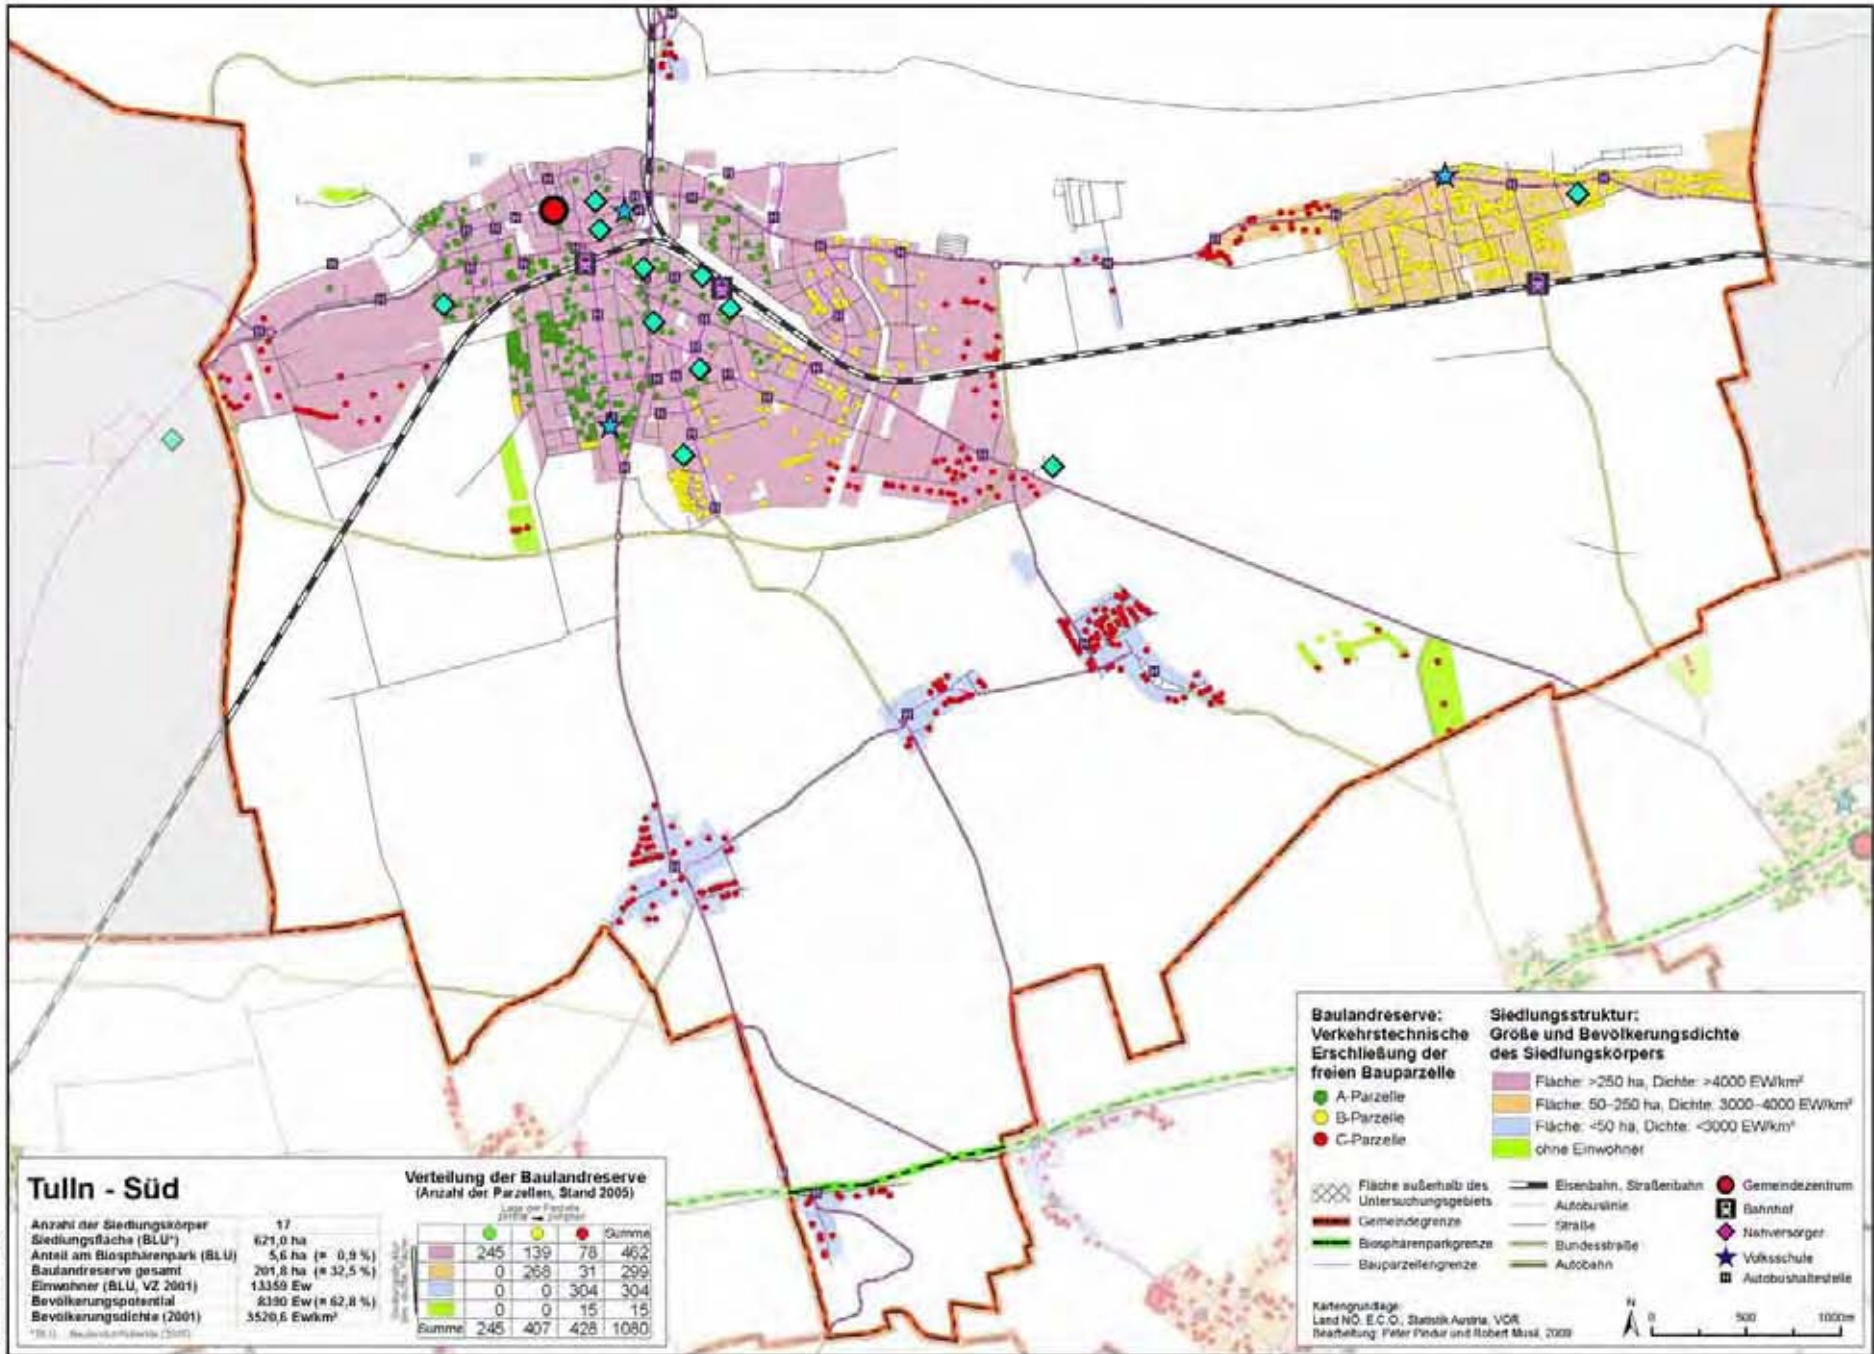 Tulln - Süd
Anzahl der Siedlungskörper 17
Siedlungsfläche (BLU*) 621,0 ha
Anteil am Biosphärenpark (BLU) 5,6 ha (= 0,9 %)
Baulandreserve gesamt 201,8 ha (= 32,5 %)
Einwohner (BLU, VZ 2001) 13359 Ew
Bevölkerungspotential 8390 Ew (= 62,8 %)
Bevölkerungsdichte (2001) 3520,6 Ew/km²
Verteilung der Baulandreserve
(Anzahl der Parzellen, Stand 2005)
Lage der Parzelle
Summe
245 139 78 462
0 268 31 299
0 0 304 304
0 0 15 15
Summe 245 407 428 1080
Baulandreserve:
Verkehrstechnische
Erschließung der
freien Bauparzelle
A-Parzelle
B-Parzelle
C-Parzelle
Siedlungsstruktur:
Größe und Bevölkerungsdichte
des Siedlungskörpers
Fläche: >250 ha, Dichte: >4000 EW/km²
Fläche: 50-250 ha, Dichte: 3000-4000 EW/km²
Fläche: <50 ha, Dichte: <3000 EW/km²
ohne Einwohner
Fläche außerhalb des
Untersuchungsgebiets
Gemeindegrenze
Biosphärenparkgrenze
Bauparzellengrenze
Eisenbahn, Straßenbahn
Autobuslinie
Straße
Bundesstraße
Autobahn
Gemeindezentrum
Bahnhof
Nahversorger
Volksschule
Autobushaltestelle
Kartengrundlage:
Land NÖ, E.C.O., Statistik Austria, VOR
Bearbeitung: Peter Pindur und Robert Musil, 2009
N
0 500 1000m